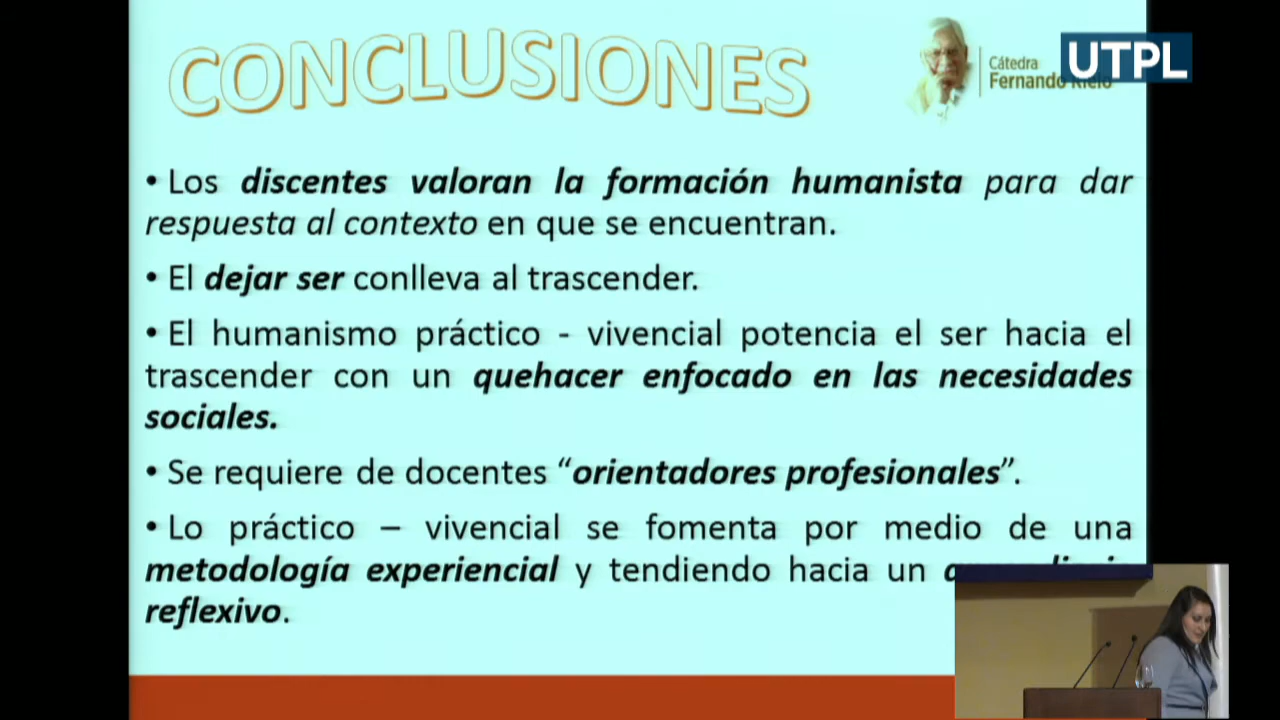 CONCLUSIONES
Cátedra
Fernando Rielo
UTPL
• Los discentes valoran la formación humanista para dar
respuesta al contexto en que se encuentran.
• El dejar ser conlleva al trascender.
• El humanismo práctico - vivencial potencia el ser hacia el
trascender con un quehacer enfocado en las necesidades
sociales.
• Se requiere de docentes “orientadores profesionales”.
• Lo práctico – vivencial se fomenta por medio de una
metodología experiencial y tendiendo hacia un
reflexivo.